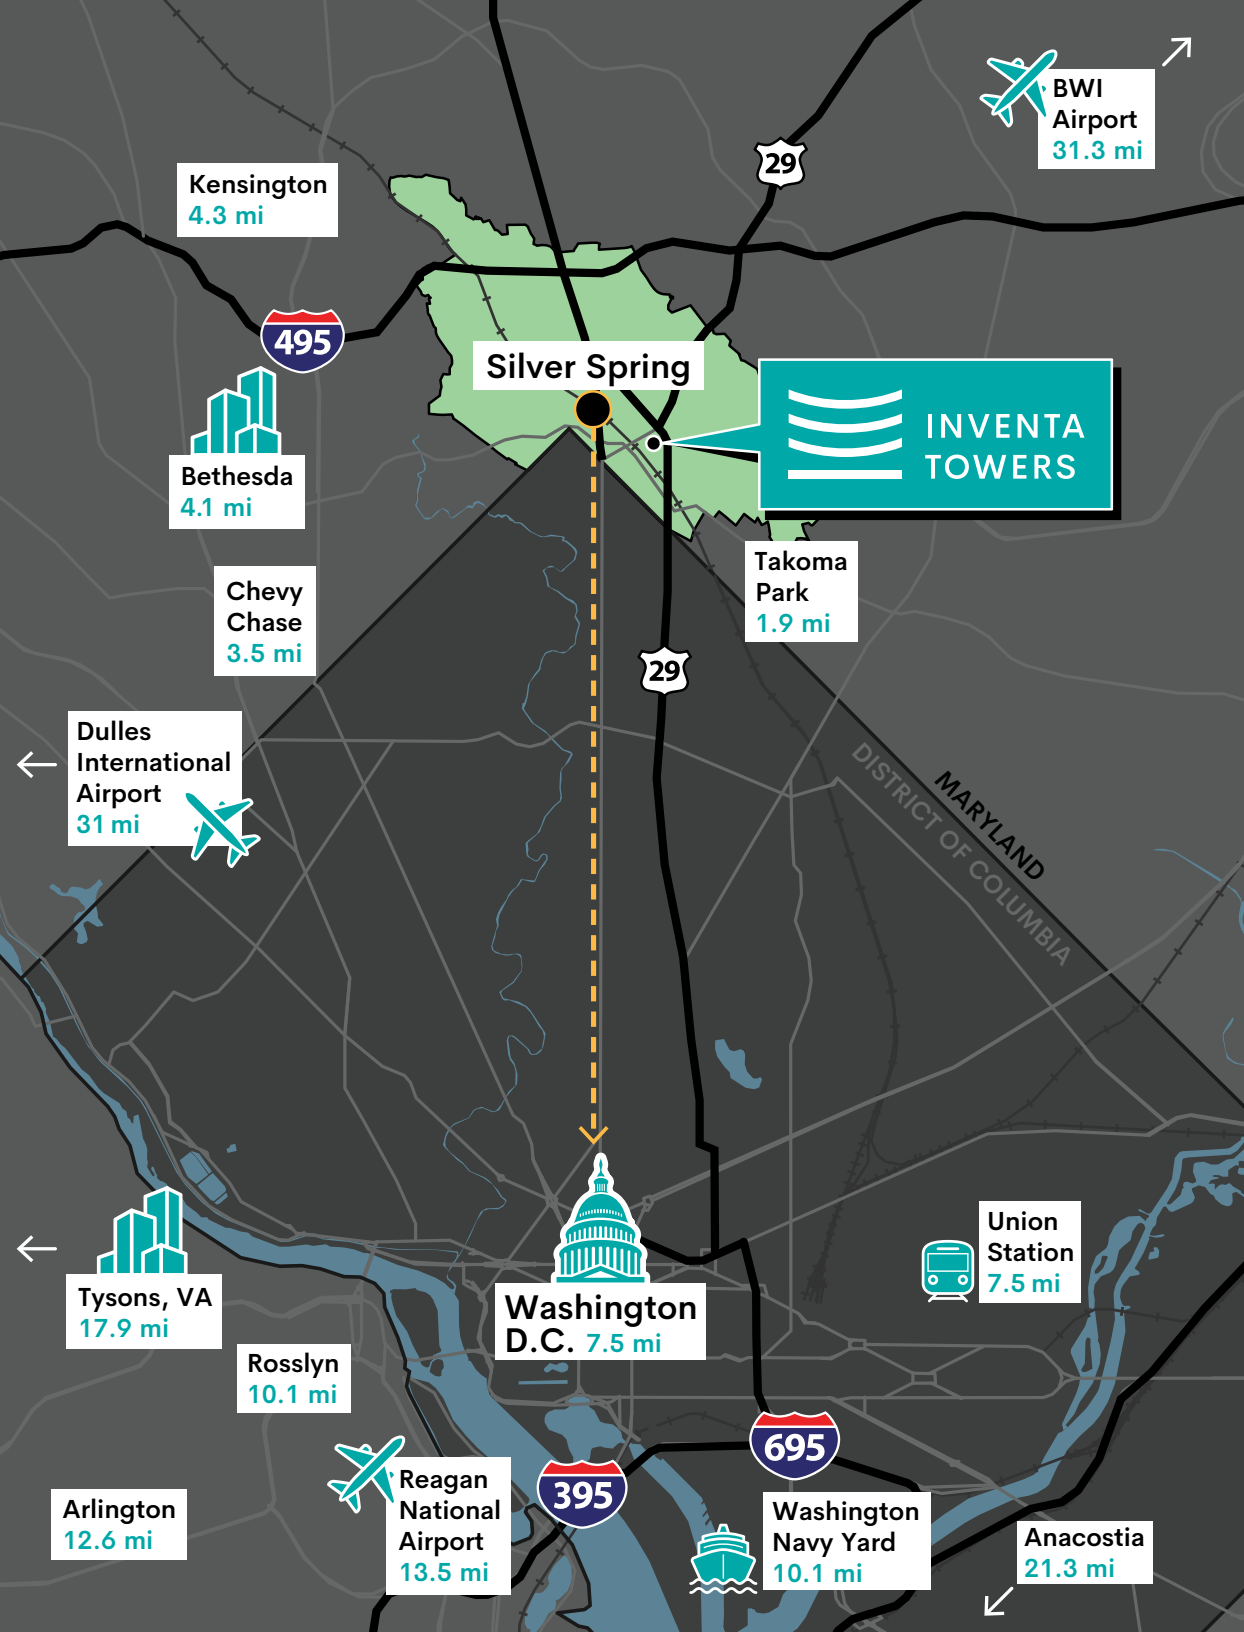 BWI
Airport
31.3 mi
29
Kensington
4.3 mi
495
Silver Spring
INVENTA
TOWERS
Bethesda
4.1 mi
Takoma
Park
1.9 mi
Chevy
Chase
3.5 mi
29
Dulles
International
Airport
31 mi
MARYLAND
DISTRICT OF COLUMBIA
Union
Station
7.5 mi
Tysons, VA
17.9 mi
Washington
D.C. 7.5 mi
Rosslyn
10.1 mi
695
Reagan
National
Airport
13.5 mi
395
Arlington
12.6 mi
Washington
Navy Yard
10.1 mi
Anacostia
21.3 mi